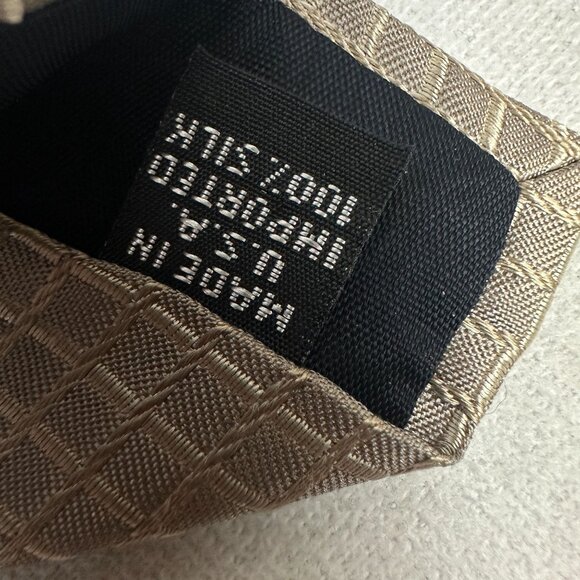 MADE IN
U.S.A.
IMPORTED
100% SILK